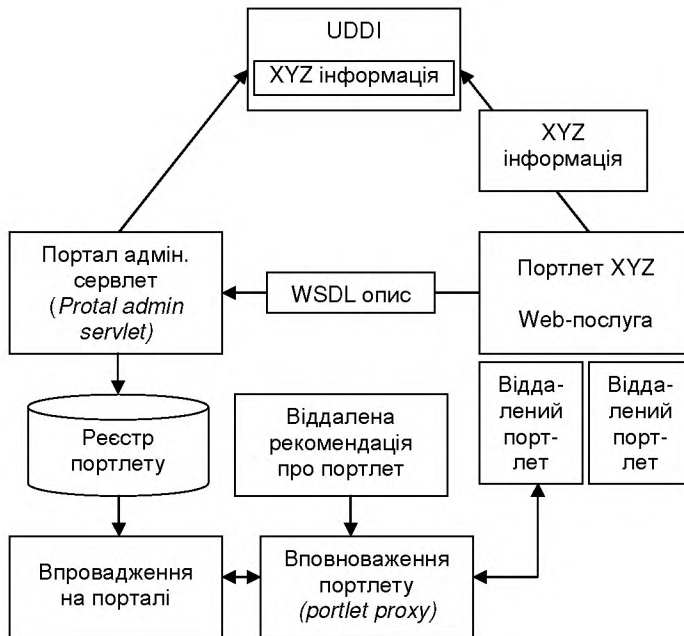 UDDI
XYZ інформація
XYZ
інформація
Портал адмін.
сервлет
(Protal admin
servlet)
WSDL опис
Портлет XYZ
Web-послуга
Реєстр
портлету
Віддалена
рекомендація
про портлет
Відда-
лений
порт-
лет
Відда-
лений
порт-
лет
Впровадження
на порталі
Вповноваження
портлету
(portlet proxy)